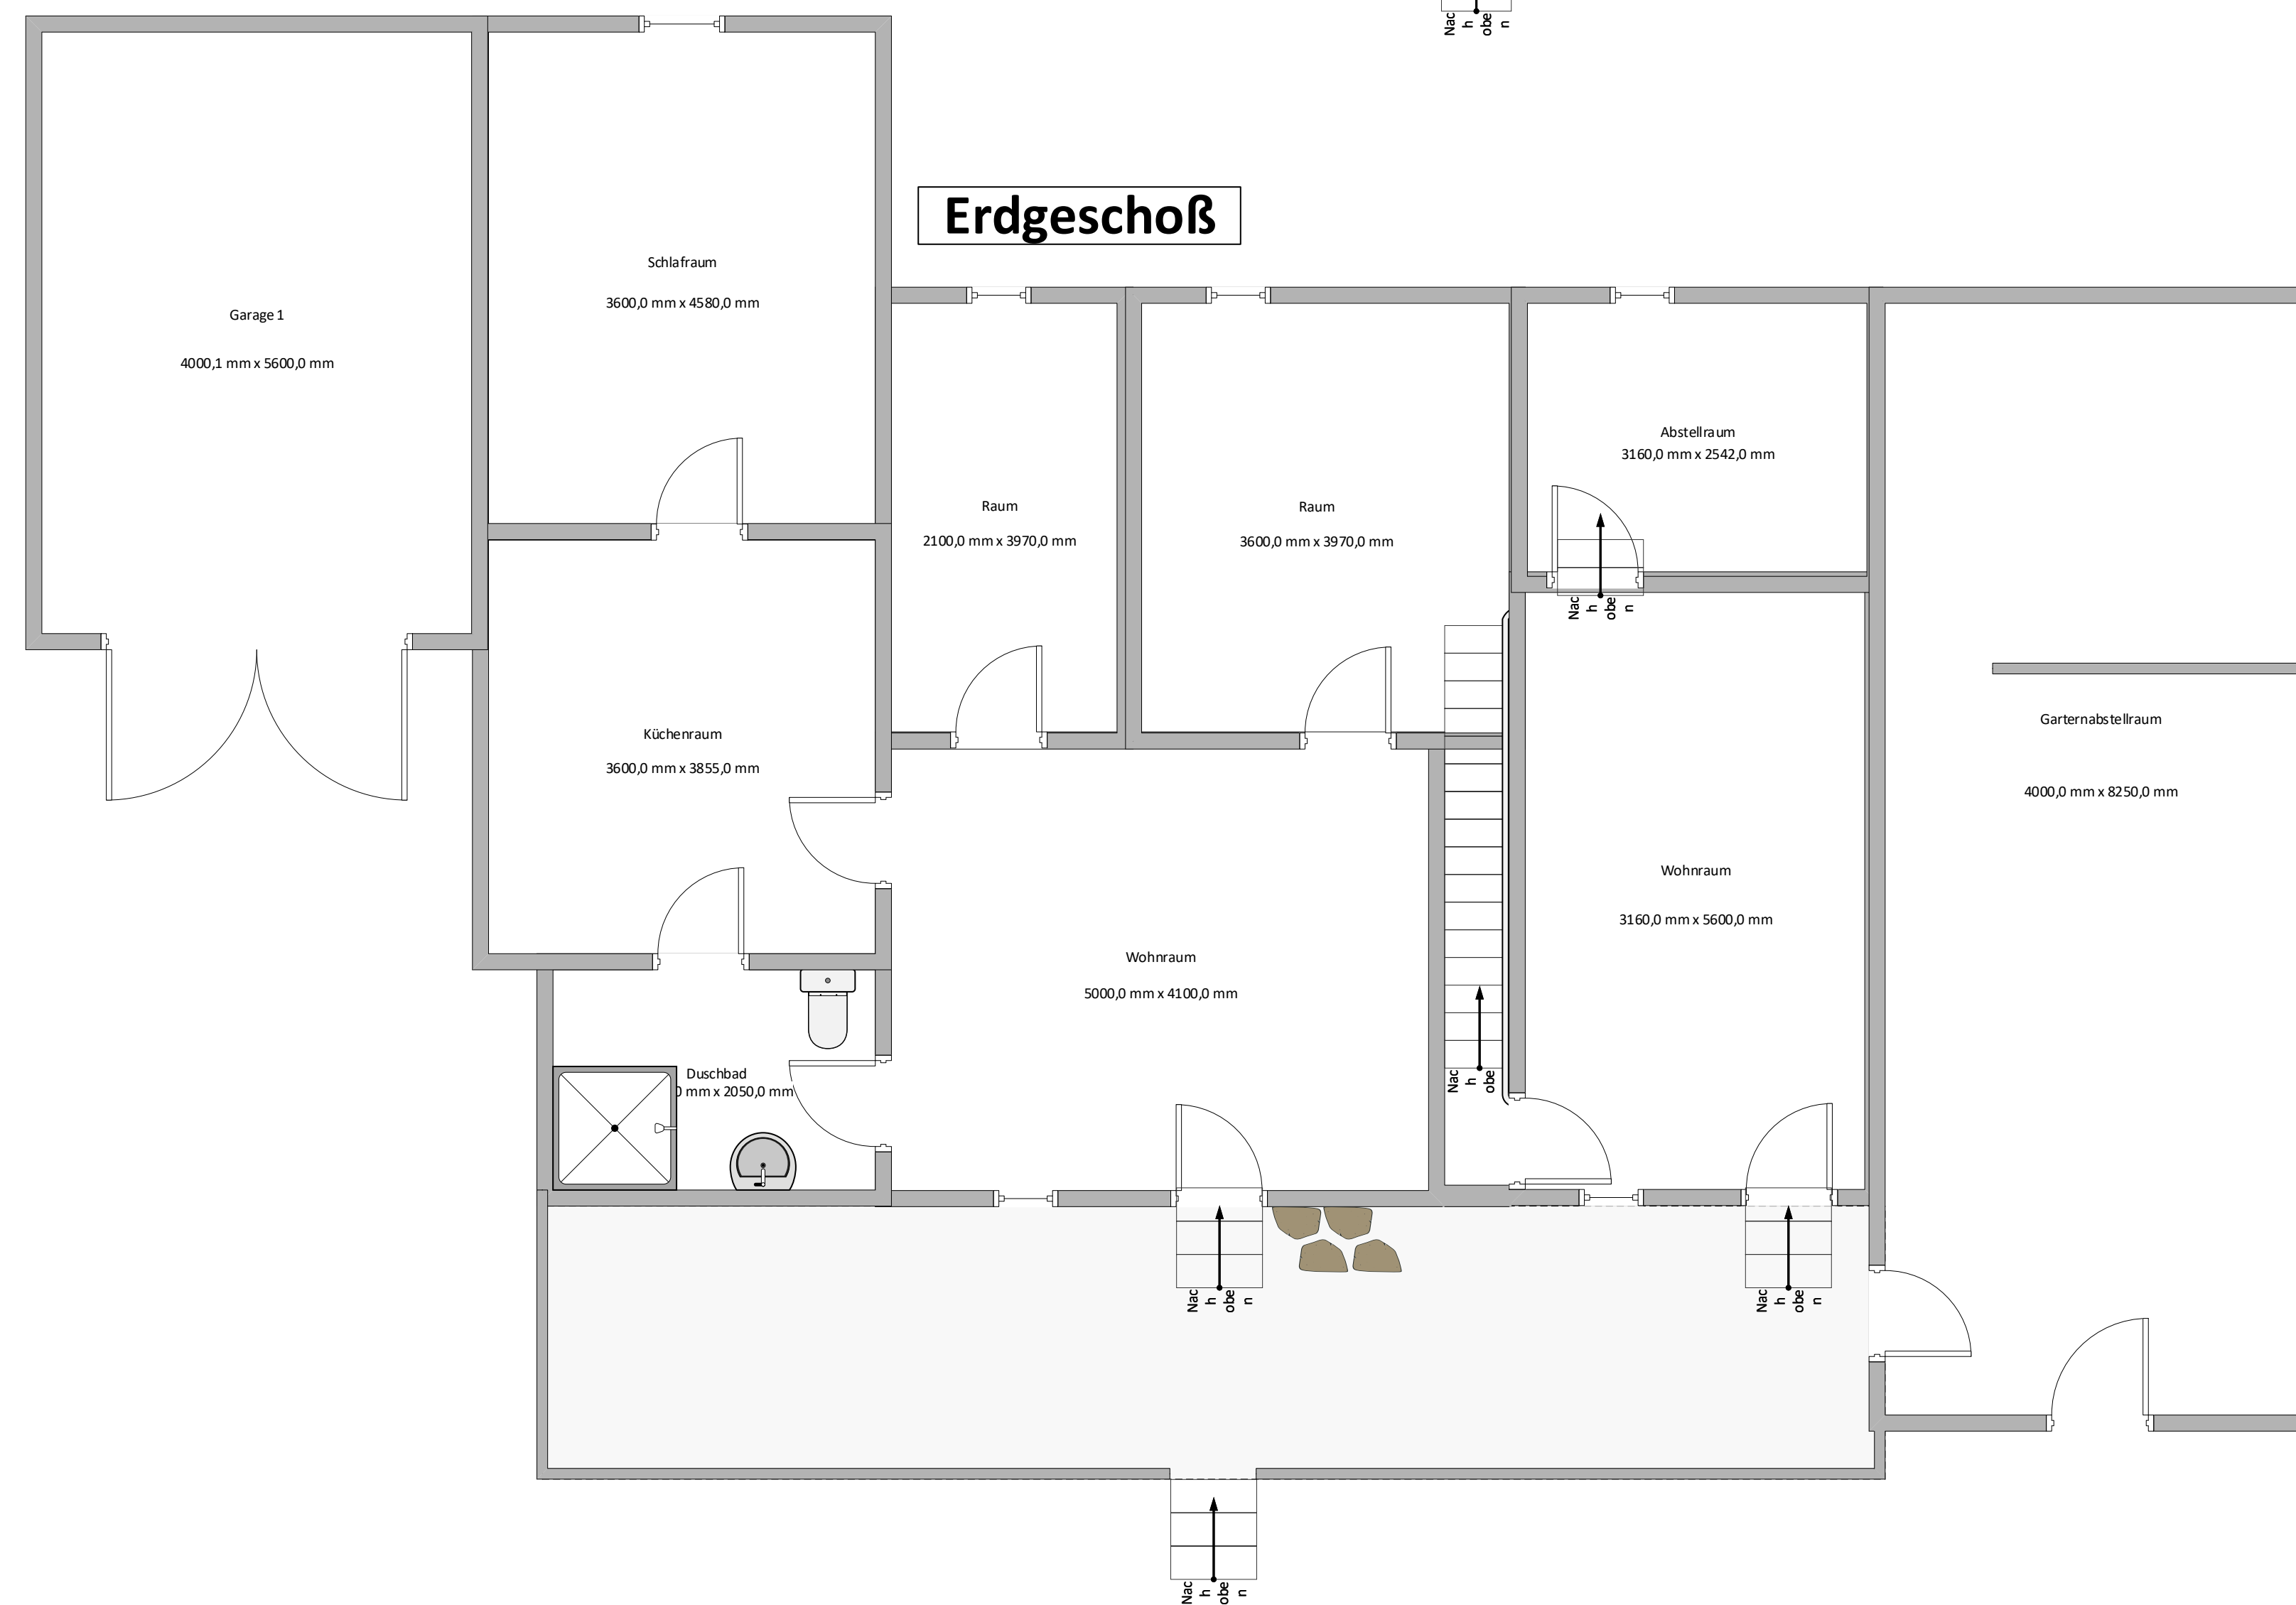 Nac
h
obe
n
Erdgeschoß
Schlafraum
3600,0 mm x 4580,0 mm
Garage 1
4000,1 mm x 5600,0 mm
Abstellraum
3160,0 mm x 2542,0 mm
Raum
2100,0 mm x 3970,0 mm
Raum
3600,0 mm x 3970,0 mm
Nac
h
obe
n
Küchenraum
3600,0 mm x 3855,0 mm
Garternabstellraum
4000,0 mm x 8250,0 mm
Wohnraum
3160,0 mm x 5600,0 mm
Wohnraum
5000,0 mm x 4100,0 mm
Duschbad
0 mm x 2050,0 mm
Nac
h
obe
Nac
h
obe
n
Nac
h
obe
n
Nac
h
obe
n